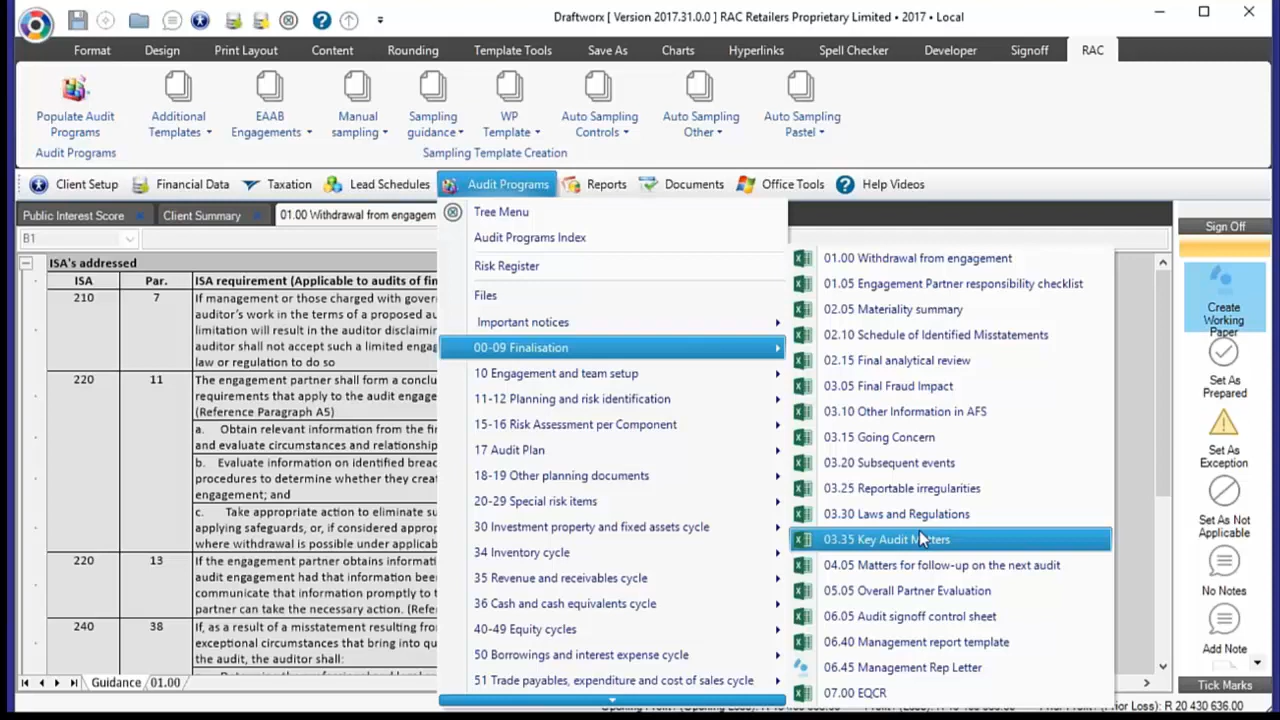 Draftworx [ Version 2017.31.0.0 ] RAC Retailers Proprietary Limited • 2017 • Local
Format Design Print Layout Content Rounding Template Tools Save As Charts Hyperlinks Spell Checker Developer Signoff RAC
Populate Audit Programs
Additional Templates
EAAB Engagements
Manual sampling
Sampling guidance
WP Template
Auto Sampling Controls
Auto Sampling Other
Auto Sampling Pastel
Audit Programs
Sampling Template Creation
Client Setup Financial Data Taxation Lead Schedules Audit Programs Reports Documents Office Tools Help Videos
Public Interest Score Client Summary 01.00 Withdrawal from engagem
B1
ISA's addressed
ISA Par. ISA requirement (Applicable to audits of fin
210 7 If management or those charged with gover
auditor's work in the terms of a proposed au
limitation will result in the auditor disclaimin
auditor shall not accept such a limited engag
law or regulation to do so
220 11 The engagement partner shall form a conclu
requirements that apply to the audit engage
(Reference Paragraph A5)
a. Obtain relevant information from the fir
and evaluate circumstances and relationship
b. Evaluate information on identified breac
procedures to determine whether they creat
engagement; and
c. Take appropriate action to eliminate su
applying safeguards, or, if considered approp
where withdrawal is possible under applicabl
220 13 If the engagement partner obtains informati
audit engagement had that information been
communicate that information promptly to t
partner can take the necessary action. (Refer
240 38 If, as a result of a misstatement resulting fro
exceptional circumstances that bring into qu
the audit, the auditor shall:
Guidance 01.00
Tree Menu
Audit Programs Index
Risk Register
Files
Important notices
00-09 Finalisation
10 Engagement and team setup
11-12 Planning and risk identification
15-16 Risk Assessment per Component
17 Audit Plan
18-19 Other planning documents
20-29 Special risk items
30 Investment property and fixed assets cycle
34 Inventory cycle
35 Revenue and receivables cycle
36 Cash and cash equivalents cycle
40-49 Equity cycles
50 Borrowings and interest expense cycle
51 Trade payables, expenditure and cost of sales cycle
01.00 Withdrawal from engagement
01.05 Engagement Partner responsibility checklist
02.05 Materiality summary
02.10 Schedule of Identified Misstatements
02.15 Final analytical review
03.05 Final Fraud Impact
03.10 Other Information in AFS
03.15 Going Concern
03.20 Subsequent events
03.25 Reportable irregularities
03.30 Laws and Regulations
03.35 Key Audit Matters
04.05 Matters for follow-up on the next audit
05.05 Overall Partner Evaluation
06.05 Audit signoff control sheet
06.40 Management report template
06.45 Management Rep Letter
07.00 EQCR
Sign Off
Create Working Paper
Set As Prepared
Set As Exception
Set As Not Applicable
No Notes
Add Note
Tick Marks
R 20 430 636.00